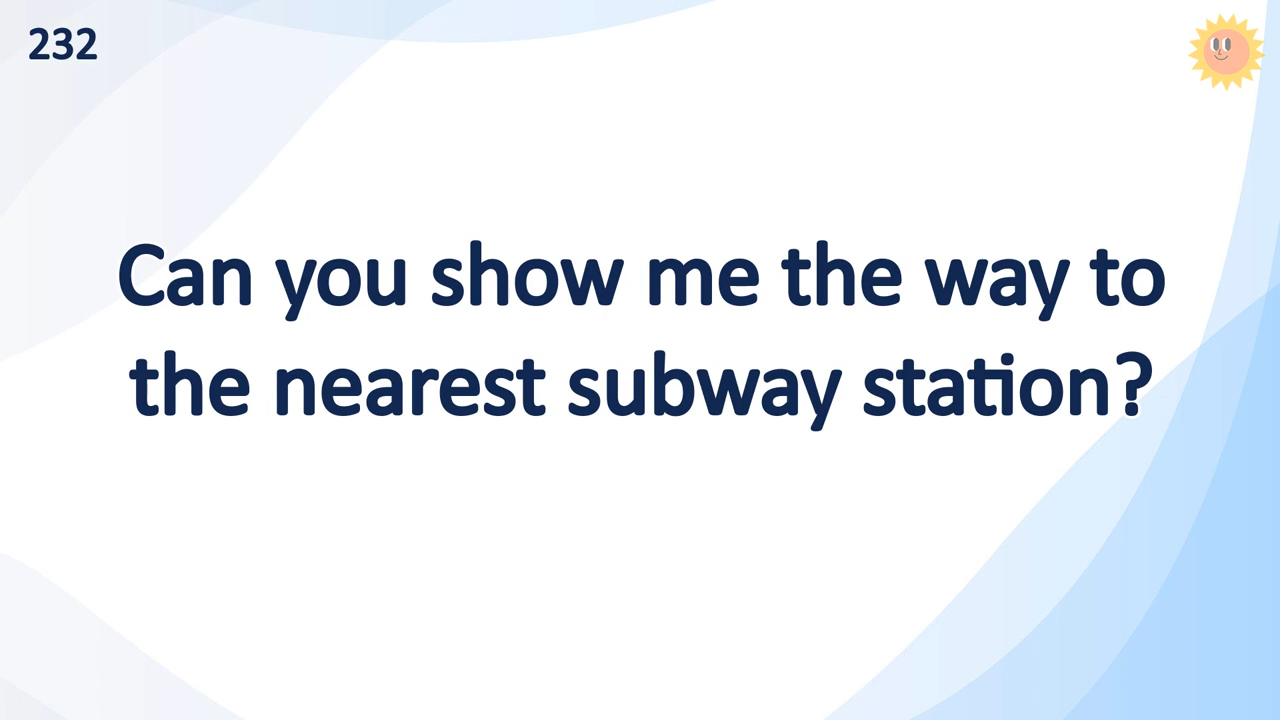 232
Can you show me the way to
the nearest subway station?